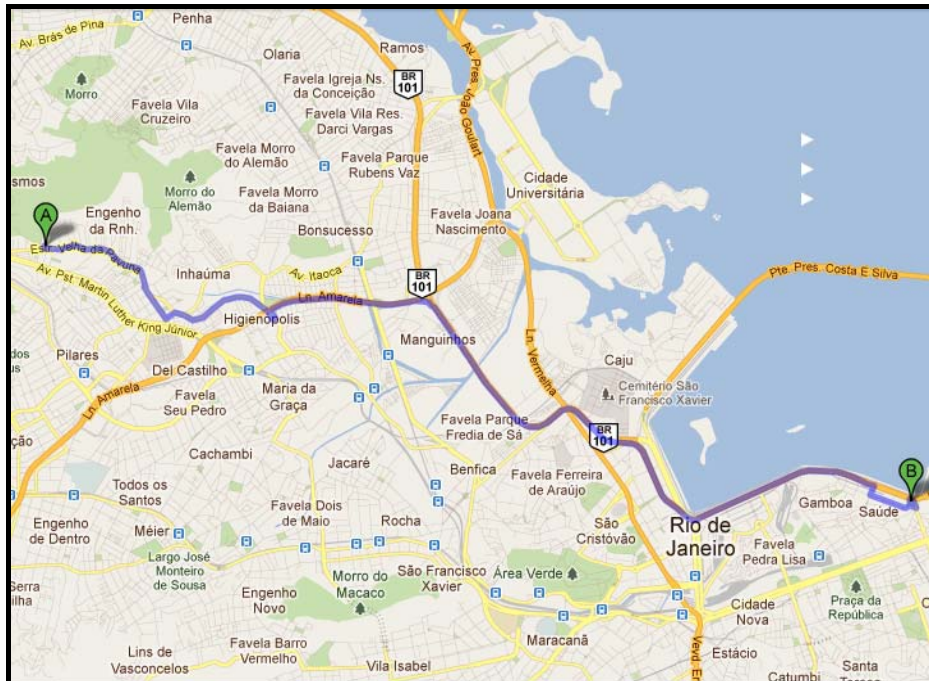 Av. Brás de Pina
Penha
Olaria
Ramos
BR
101
Av. Pres. João Goulart
Morro
Favela Vila
Cruzeiro
Favela Igreja Ns.
da Conceição
Favela Vila Res.
Darci Vargas
Favela Morro
do Alemão
Favela Parque
Rubens Vaz
Cidade
Universitária
Morro do
Alemão
Favela Morro
da Baiana
Favela Joana
Nascimento
A
Engenho
da Rnh.
Bonsucesso
Estr. Velha da Pavuna
Inhaúma
Av. Itaoca
Av. Pst. Martin Luther King Júnior
BR
101
Pte. Pres. Costa E Silva
Ln. Amarela
Higienópolis
Manguinhos
Ln. Vermelha
Caju
Pilares
Del Castilho
Cemitério São
Francisco Xavier
Ln. Amarela
Favela
Seu Pedro
Maria da
Graça
Favela Parque
Fredia de Sá
BR
101
Cachambi
Jacaré
Benfica
Favela Ferreira
de Araújo
B
Todos os
Santos
Gamboa
Saúde
Engenho
de Dentro
Méier
Favela Dois
de Maio
Rocha
São
Cristóvão
Rio de
Janeiro
Favela
Pedra Lisa
Largo José
Monteiro
de Sousa
Morro do
Macaco
São Francisco
Xavier
Área Verde
Praça da
República
Engenho
Novo
Cidade
Nova
Favela Barro
Vermelho
Maracanã
Estácio
Lins de
Vasconcelos
Vila Isabel
Catumbi
Santa